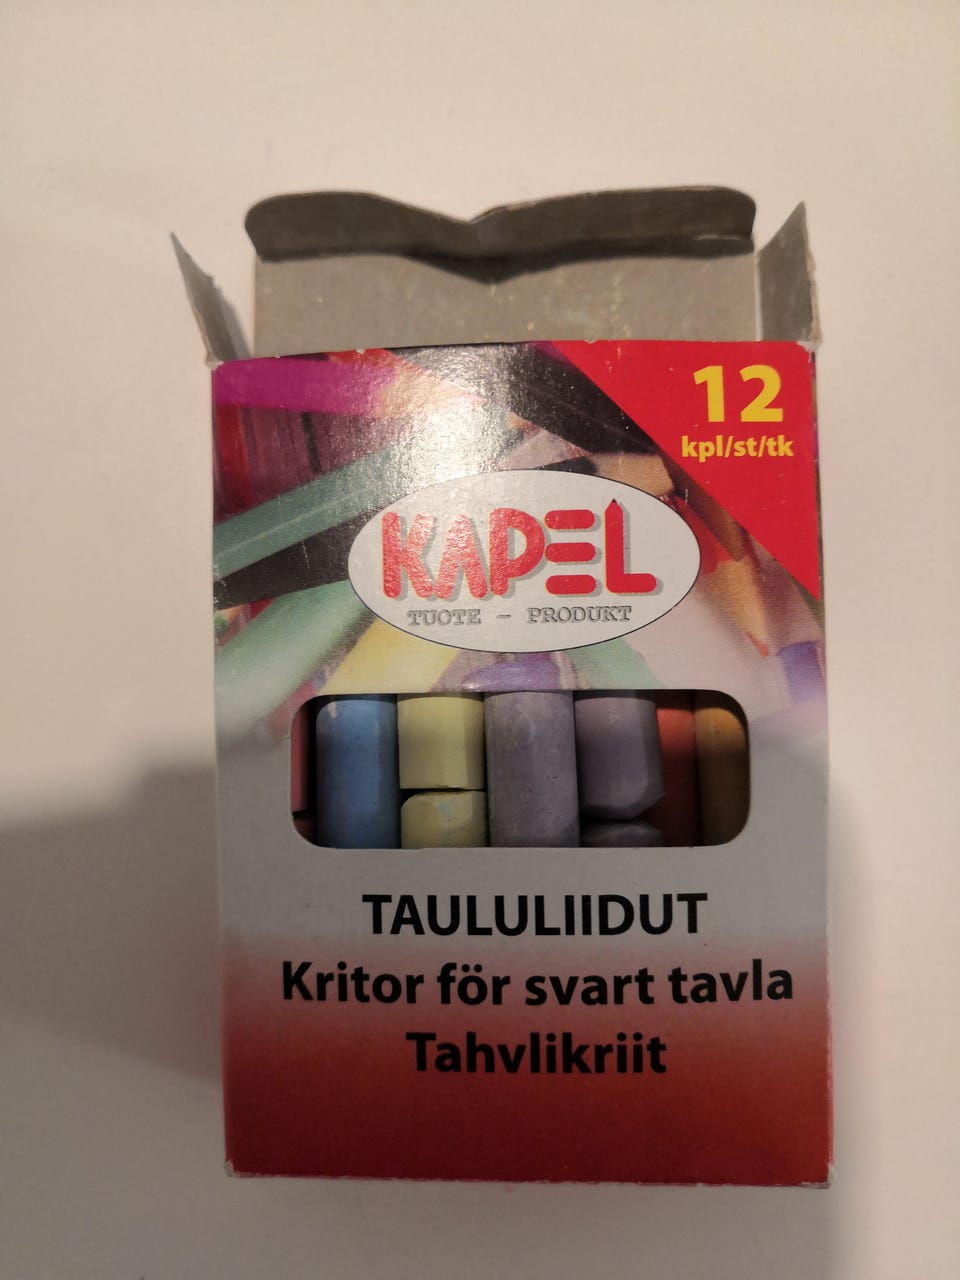 12
kpl/st/tk
KAPEL
TUOTE – PRODUKT
TAULULIIDUT
Kritor för svart tavla
Tahvlikriit